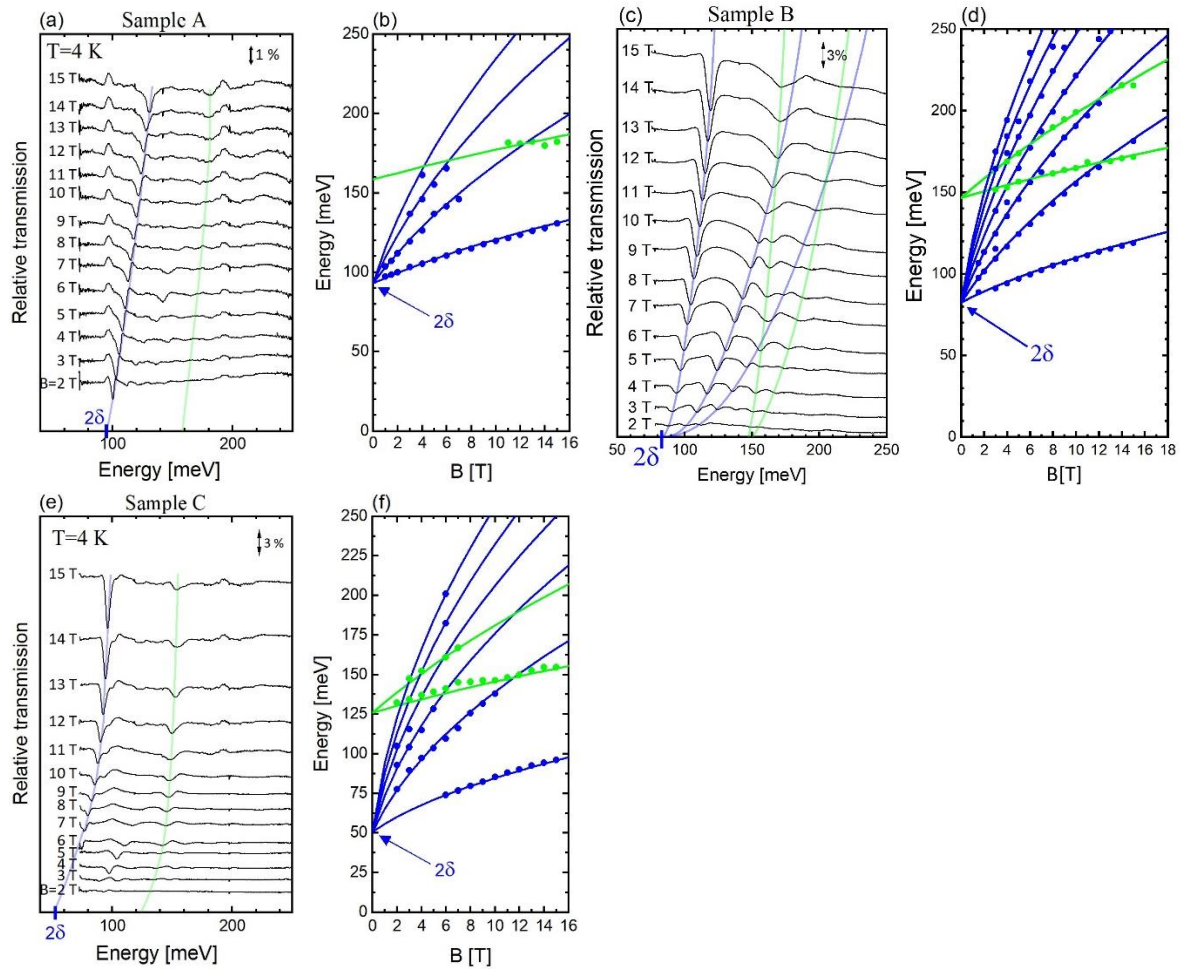 (a) Sample A
T=4 K
1 %
15 T
14 T
13 T
12 T
11 T
10 T
9 T
8 T
7 T
6 T
5 T
4 T
3 T
B=2 T
2δ
100 200
Energy [meV]
Relative transmission
(b)
250
200
150
100
50
0
0 2 4 6 8 10 12 14 16
B [T]
Energy [meV]
2δ
(c) Sample B
3%
15 T
14 T
13 T
12 T
11 T
10 T
9 T
8 T
7 T
6 T
5 T
4 T
3 T
2 T
50 100 150 200 250
2δ
Energy [meV]
Relative transmission
(d)
250
200
150
100
50
0
0 2 4 6 8 10 12 14 16 18
B[T]
Energy [meV]
2δ
(e) Sample C
T=4 K
3 %
15 T
14 T
13 T
12 T
11 T
10 T
9 T
8 T
7 T
6 T
5 T
4 T
3 T
B=2 T
2δ
100 200
Energy [meV]
Relative transmission
(f)
250
225
200
175
150
125
100
75
50
25
0
0 2 4 6 8 10 12 14 16
B [T]
Energy [meV]
2δ